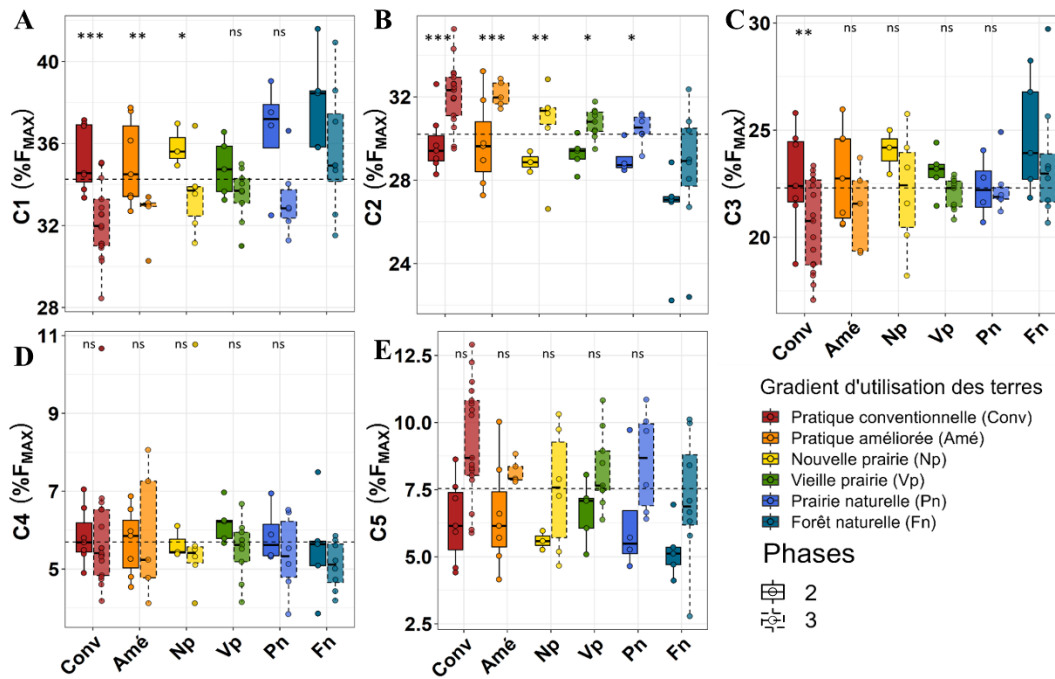 A
C1 (%FMAX)
40
36
32
28
*** ** * ns ns
B
C2 (%FMAX)
32
28
24
*** *** ** * *
C
C3 (%FMAX)
30
25
20
** ns ns ns ns
Conv Amé Np Vp Pn Fn
D
C4 (%FMAX)
11
9
7
5
ns ns ns ns ns
Conv Amé Np Vp Pn Fn
E
C5 (%FMAX)
12.5
10.0
7.5
5.0
2.5
ns ns ns ns ns
Conv Amé Np Vp Pn Fn
Gradient d'utilisation des terres
Pratique conventionnelle (Conv)
Pratique améliorée (Amé)
Nouvelle prairie (Np)
Vieille prairie (Vp)
Prairie naturelle (Pn)
Forêt naturelle (Fn)
Phases
2
3